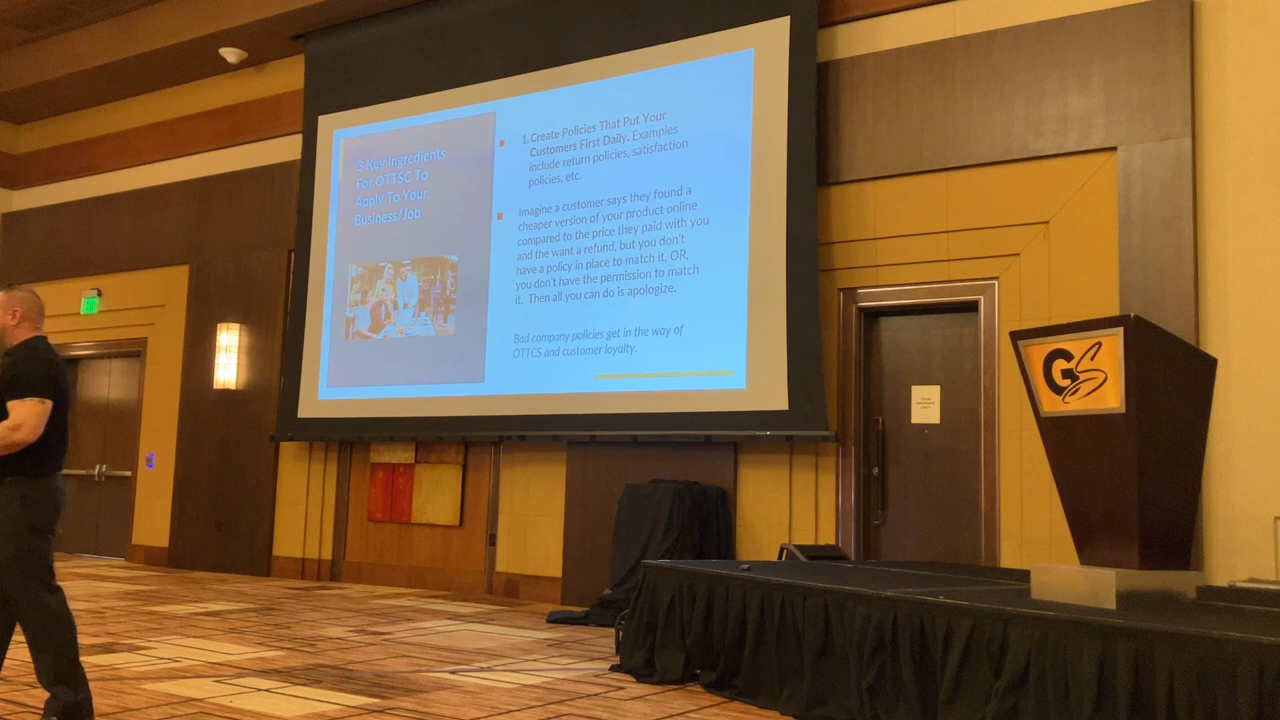 3 Key Ingredients
For OTTSC To
Apply To Your
Business/Job
1. Create Policies That Put Your
Customers First Daily. Examples
include return policies, satisfaction
policies, etc.
Imagine a customer says they found a
cheaper version of your product online
compared to the price they paid with you
and the want a refund, but you don't
have a policy in place to match it, OR,
you don't have the permission to match
it. Then all you can do is apologize.
Bad company policies get in the way of
OTTCS and customer loyalty.
EXIT
TEAM
MEMBERS
ONLY
GS